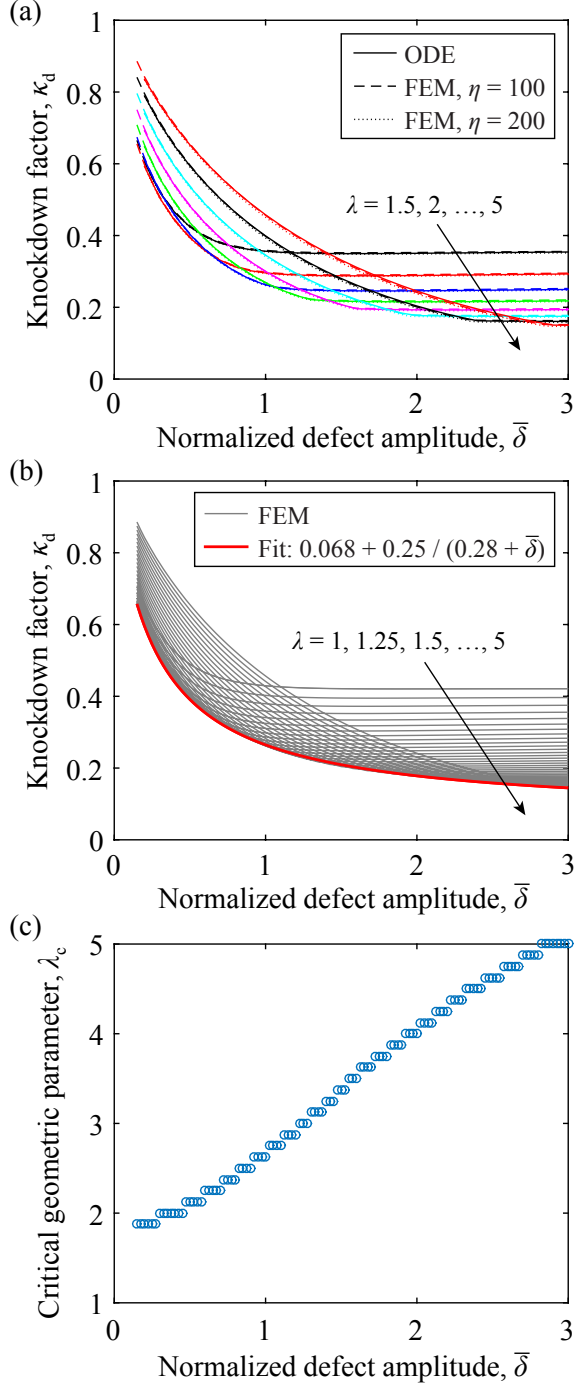 (a)
1
0.8
0.6
0.4
0.2
0
Knockdown factor, κd
ODE
FEM, η = 100
FEM, η = 200
λ = 1.5, 2, ..., 5
0 1 2 3
Normalized defect amplitude, δ̅
(b)
1
0.8
0.6
0.4
0.2
0
Knockdown factor, κd
FEM
Fit: 0.068 + 0.25 / (0.28 + δ̅)
λ = 1, 1.25, 1.5, ..., 5
0 1 2 3
Normalized defect amplitude, δ̅
(c)
5
4
3
2
1
Critical geometric parameter, λc
0 1 2 3
Normalized defect amplitude, δ̅